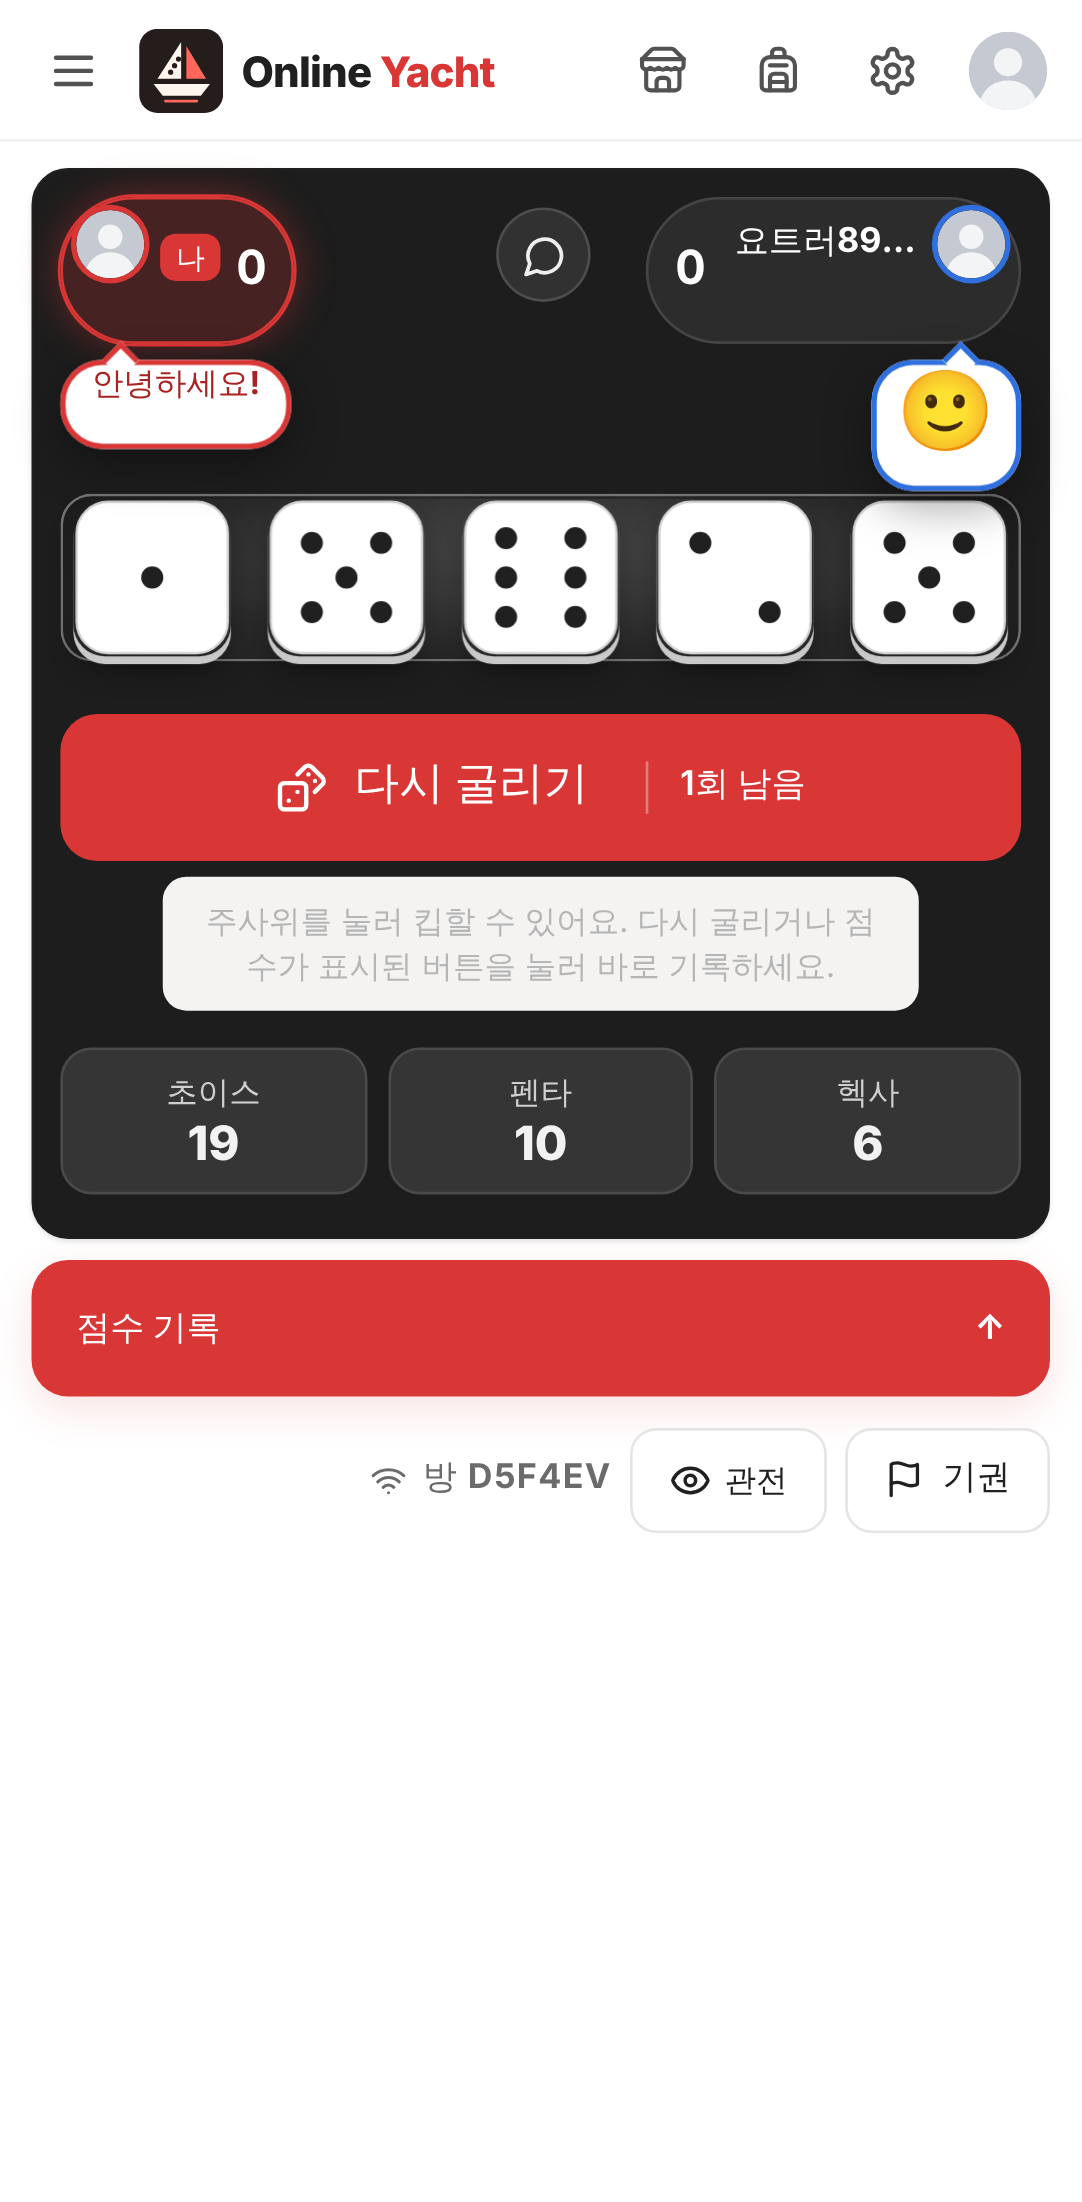 Online Yacht
나 0
0 요트러89...
안녕하세요!
다시 굴리기 1회 남음
주사위를 눌러 킵할 수 있어요. 다시 굴리거나 점
수가 표시된 버튼을 눌러 바로 기록하세요.
초이스
19
펜타
10
헥사
6
점수 기록
방 D5F4EV
관전
기권